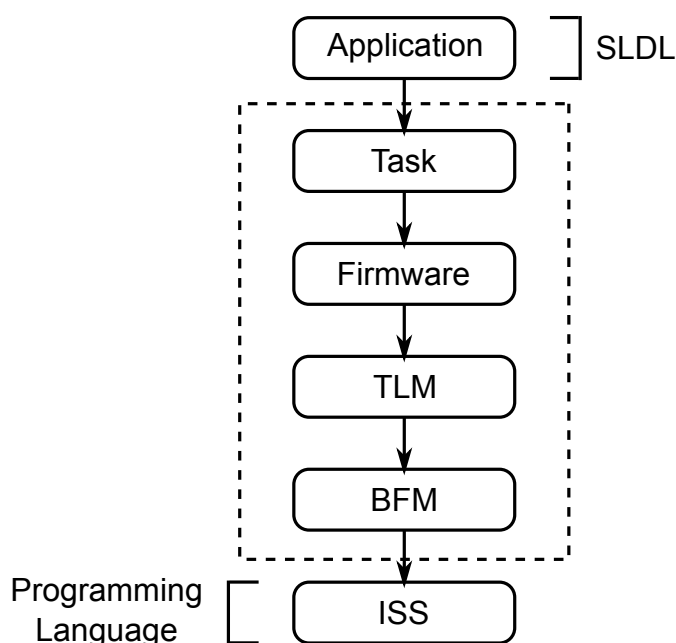 Application
SLDL
Task
Firmware
TLM
BFM
Programming
Language
ISS